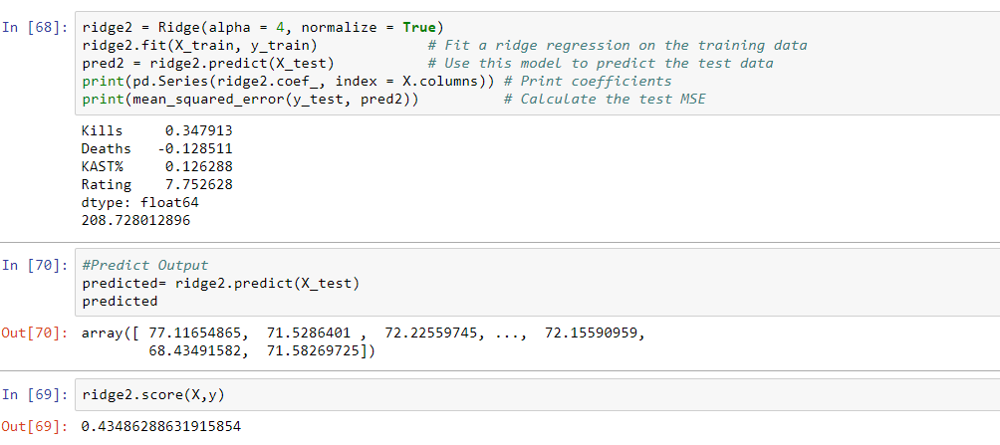 In [68]: ridge2 = Ridge(alpha = 4, normalize = True)
ridge2.fit(X_train, y_train)             # Fit a ridge regression on the training data
pred2 = ridge2.predict(X_test)           # Use this model to predict the test data
print(pd.Series(ridge2.coef_, index = X.columns)) # Print coefficients
print(mean_squared_error(y_test, pred2))          # Calculate the test MSE
Kills     0.347913
Deaths   -0.128511
KAST%     0.126288
Rating    7.752628
dtype: float64
208.728012896
In [70]: #Predict Output
predicted= ridge2.predict(X_test)
predicted
Out[70]: array([ 77.11654865,  71.5286401 ,  72.22559745, ...,  72.15590959,
68.43491582,  71.58269725])
In [69]: ridge2.score(X,y)
Out[69]: 0.43486288631915854